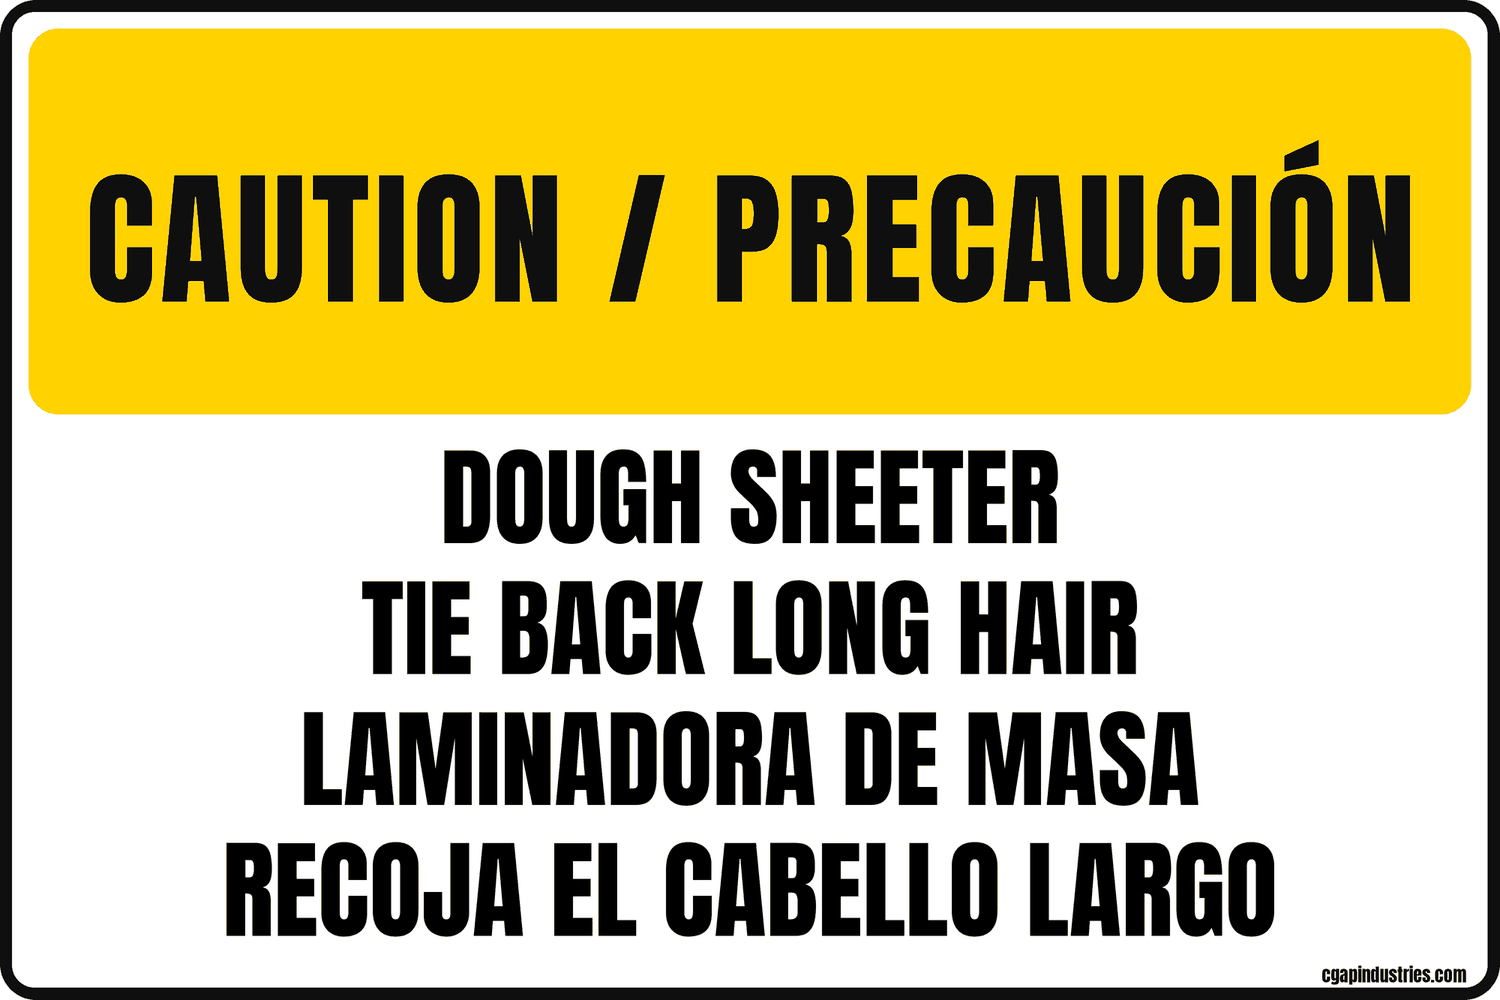 CAUTION / PRECAUCIÓN
DOUGH SHEETER
TIE BACK LONG HAIR
LAMINADORA DE MASA
RECOJA EL CABELLO LARGO
cgapindustries.com